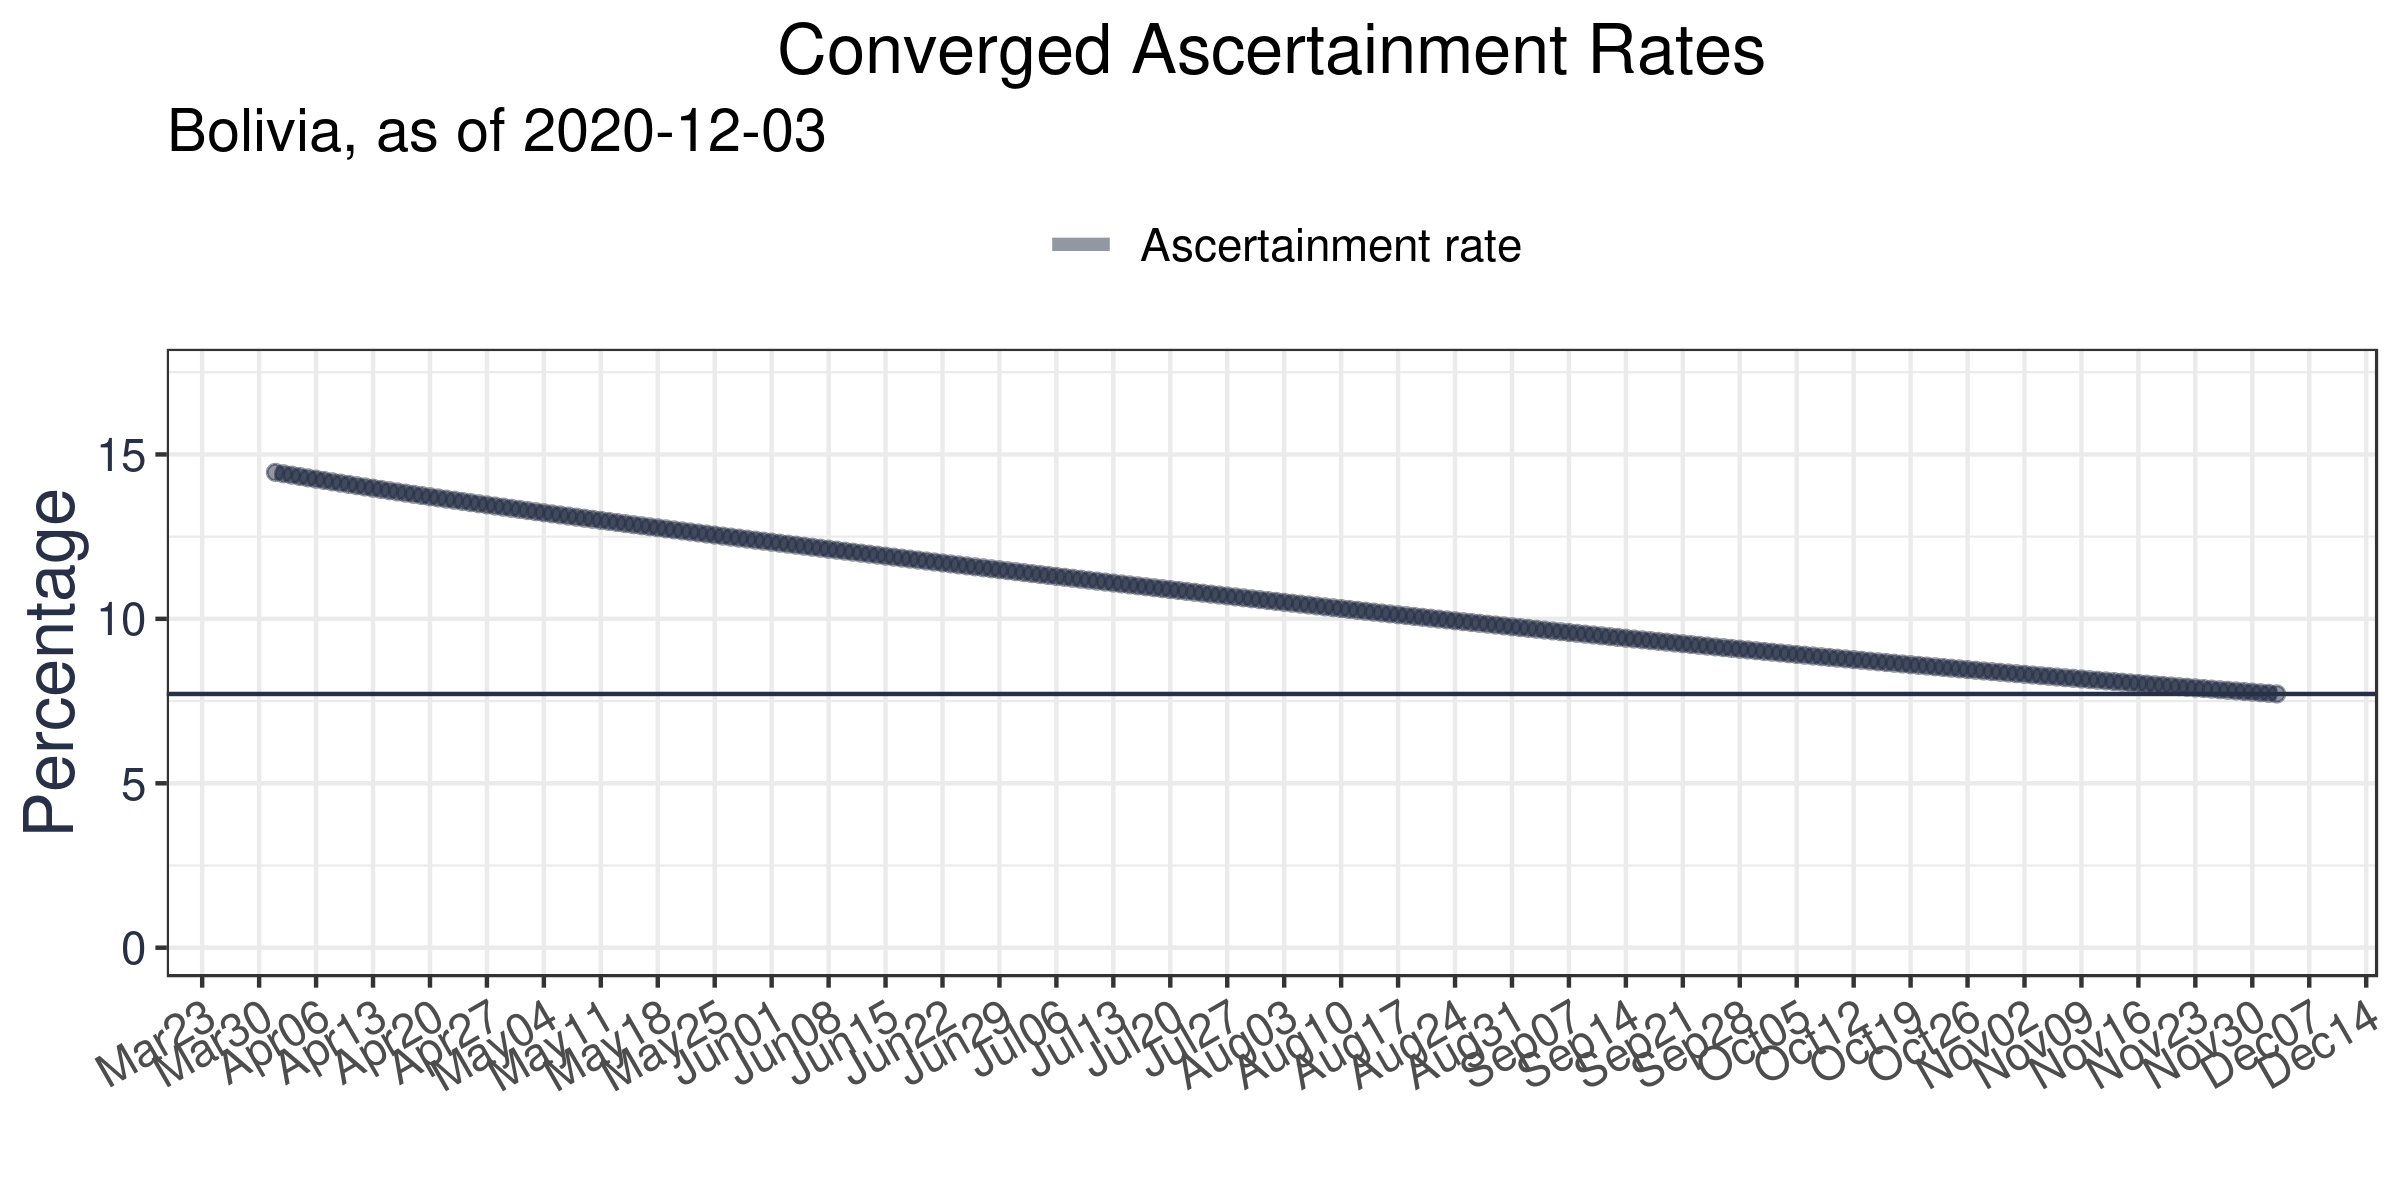 Converged Ascertainment Rates
Bolivia, as of 2020-12-03
Ascertainment rate
Percentage
15
10
5
0
Mar23
Mar30
Apr06
Apr13
Apr20
Apr27
May04
May11
May18
May25
Jun01
Jun08
Jun15
Jun22
Jun29
Jul06
Jul13
Jul20
Jul27
Aug03
Aug10
Aug17
Aug24
Aug31
Sep07
Sep14
Sep21
Sep28
Oct05
Oct12
Oct19
Oct26
Nov02
Nov09
Nov16
Nov23
Nov30
Dec07
Dec14